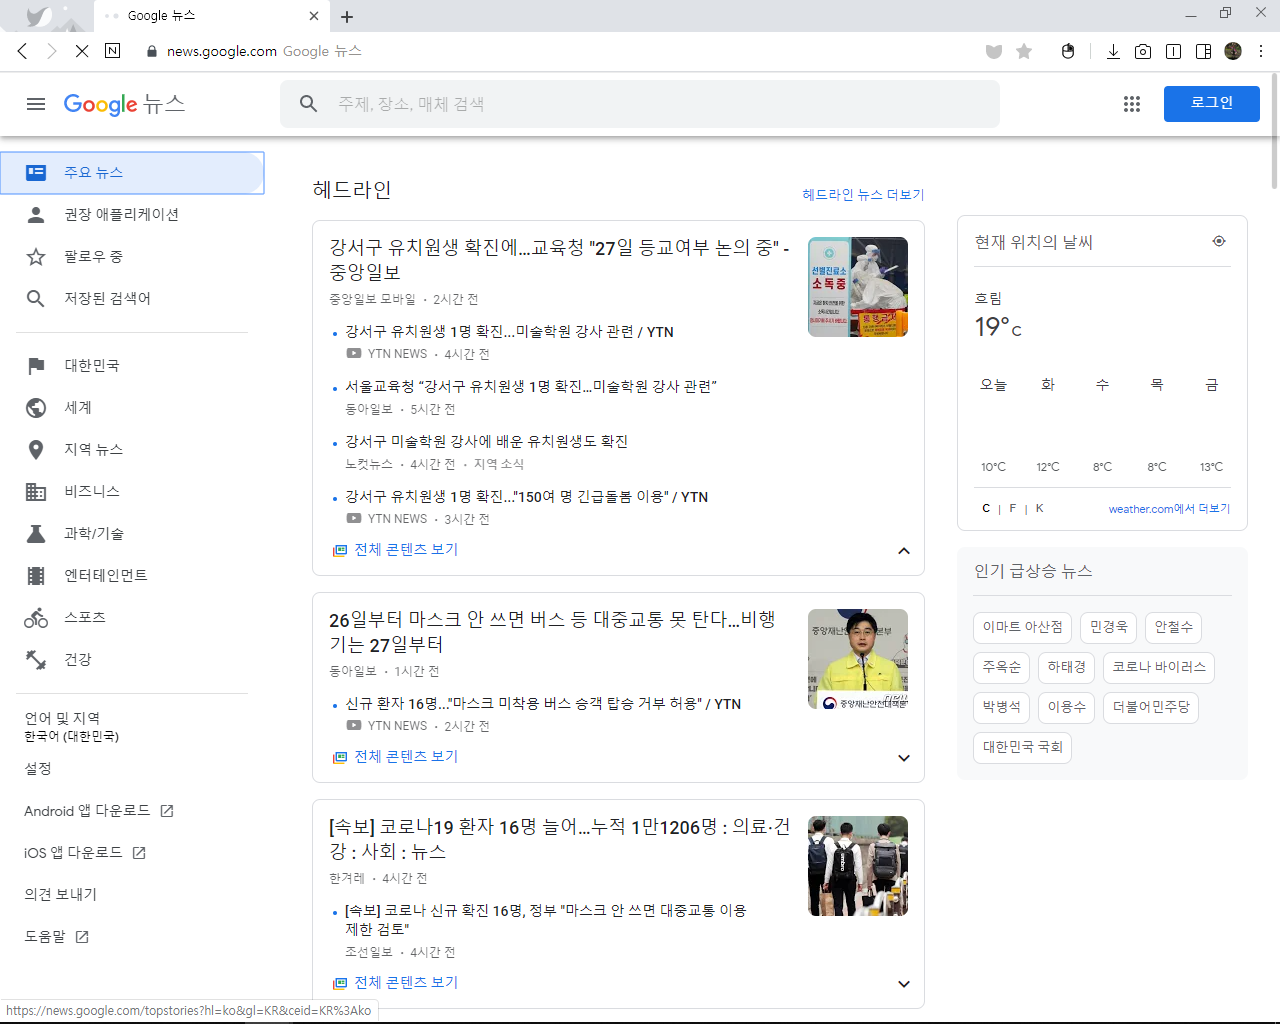 Google 뉴스
news.google.com Google 뉴스
Google 뉴스
주제, 장소, 매체 검색
로그인
주요 뉴스
권장 애플리케이션
팔로우 중
저장된 검색어
대한민국
세계
지역 뉴스
비즈니스
과학/기술
엔터테인먼트
스포츠
건강
언어 및 지역
한국어 (대한민국)
설정
Android 앱 다운로드
iOS 앱 다운로드
의견 보내기
도움말
헤드라인
헤드라인 뉴스 더보기
강서구 유치원생 확진에...교육청 "27일 등교여부 논의 중" -
중앙일보
중앙일보 모바일 · 2시간 전
강서구 유치원생 1명 확진...미술학원 강사 관련 / YTN
YTN NEWS · 4시간 전
서울교육청 “강서구 유치원생 1명 확진…미술학원 강사 관련”
동아일보 · 5시간 전
강서구 미술학원 강사에 배운 유치원생도 확진
노컷뉴스 · 4시간 전 · 지역 소식
강서구 유치원생 1명 확진..."150여 명 긴급돌봄 이용" / YTN
YTN NEWS · 3시간 전
전체 콘텐츠 보기
선별진료소
소독중
26일부터 마스크 안 쓰면 버스 등 대중교통 못 탄다…비행
기는 27일부터
동아일보 · 1시간 전
신규 환자 16명..."마스크 미착용 버스 승객 탑승 거부 허용" / YTN
YTN NEWS · 2시간 전
전체 콘텐츠 보기
중앙재난안전대책본
[속보] 코로나19 환자 16명 늘어…누적 1만1206명 : 의료·건
강 : 사회 : 뉴스
한겨레 · 4시간 전
[속보] 코로나 신규 확진 16명, 정부 "마스크 안 쓰면 대중교통 이용
제한 검토"
조선일보 · 4시간 전
전체 콘텐츠 보기
umbro
현재 위치의 날씨
흐림
19°C
오늘 화 수 목 금
10°C 12°C 8°C 8°C 13°C
C | F | K
weather.com에서 더보기
인기 급상승 뉴스
이마트 아산점 민경욱 안철수
주옥순 하태경 코로나 바이러스
박병석 이용수 더불어민주당
대한민국 국회
https://news.google.com/topstories?hl=ko&gl=KR&ceid=KR%3Ako